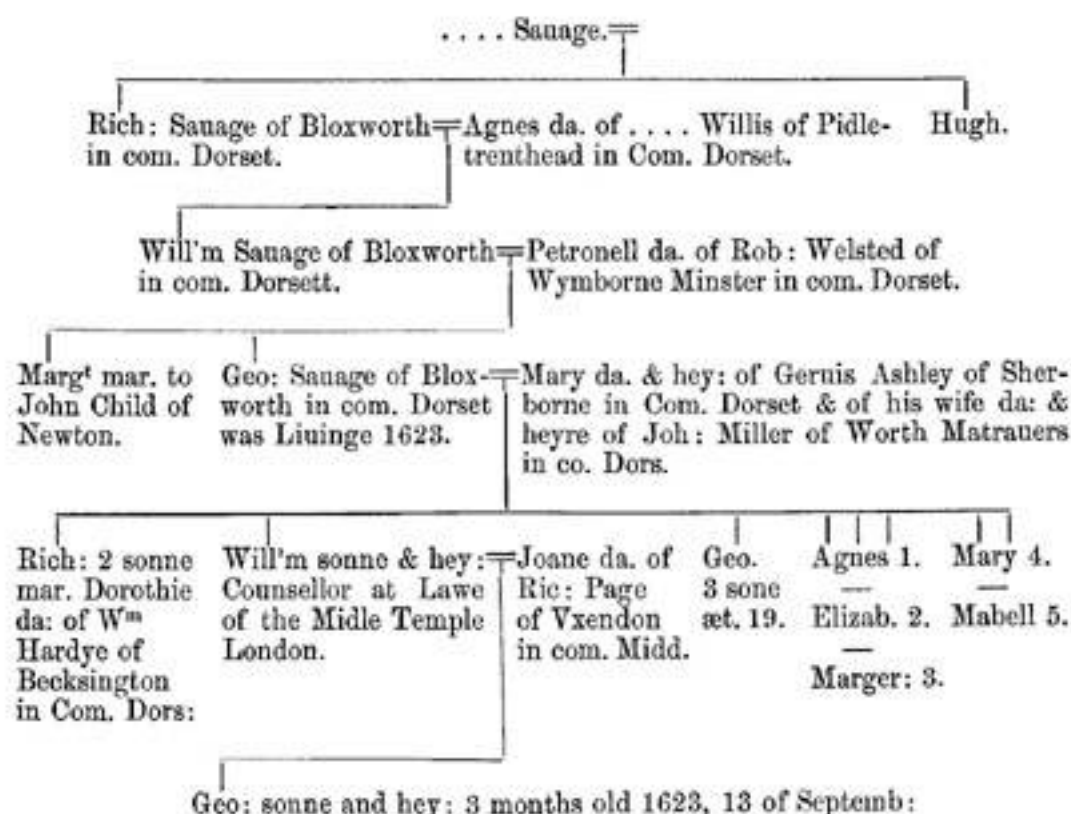 .... Sauage.
Rich: Sauage of Bloxworth
in com. Dorset.
Agnes da. of .... Willis of Pidle-
trenthead in Com. Dorset.
Hugh.
Will'm Sauage of Bloxworth
in com. Dorsett.
Petronell da. of Rob: Welsted of
Wymborne Minster in com. Dorset.
Margᵗ mar. to
John Child of
Newton.
Geo: Sauage of Blox-
worth in com. Dorset
was Liuinge 1623.
Mary da. & hey: of Geruis Ashley of Sher-
borne in Com. Dorset & of his wife da: &
heyre of Joh: Miller of Worth Matrauers
in co. Dors.
Rich: 2 sonne
mar. Dorothie
da: of Wᵐ
Hardye of
Becksington
in Com. Dors:
Will'm sonne & hey:
Counsellor at Lawe
of the Midle Temple
London.
Joane da. of
Ric: Page
of Vxendon
in com. Midd.
Geo.
3 sone
æt. 19.
Agnes 1.
—
Elizab. 2.
—
Marger: 3.
Mary 4.
—
Mabell 5.
Geo: sonne and hey: 3 months old 1623, 13 of Septemb: